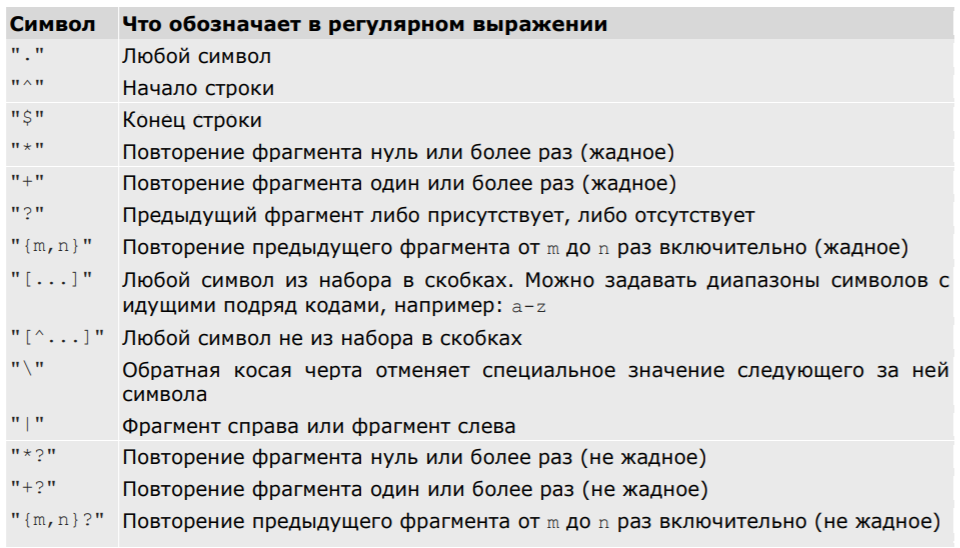 Символ Что обозначает в регулярном выражении
"." Любой символ
"^" Начало строки
"$" Конец строки
"*" Повторение фрагмента нуль или более раз (жадное)
"+" Повторение фрагмента один или более раз (жадное)
"?" Предыдущий фрагмент либо присутствует, либо отсутствует
"{m,n}" Повторение предыдущего фрагмента от m до n раз включительно (жадное)
"[...]" Любой символ из набора в скобках. Можно задавать диапазоны символов с
идущими подряд кодами, например: a-z
"[^...]" Любой символ не из набора в скобках
"\" Обратная косая черта отменяет специальное значение следующего за ней
символа
"|" Фрагмент справа или фрагмент слева
"*?" Повторение фрагмента нуль или более раз (не жадное)
"+?" Повторение фрагмента один или более раз (не жадное)
"{m,n}?" Повторение предыдущего фрагмента от m до n раз включительно (не жадное)